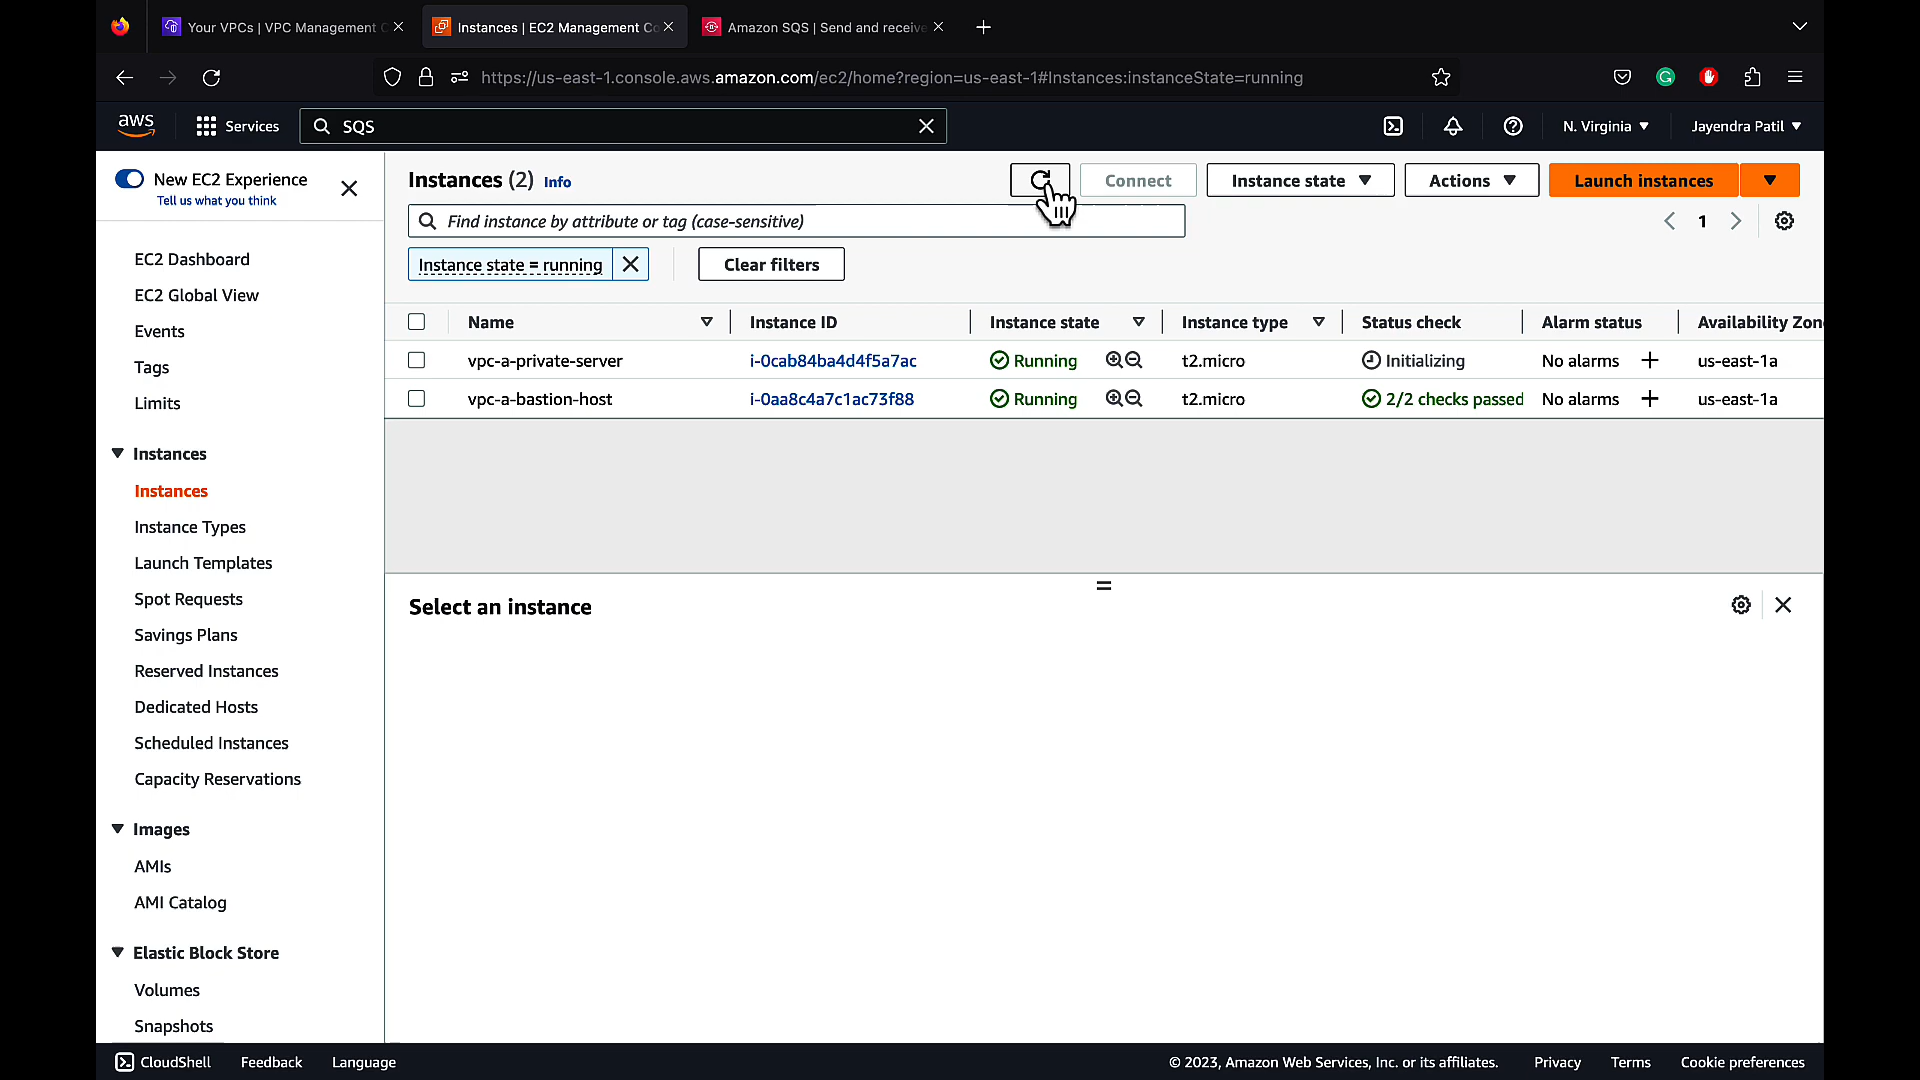 Your VPCs | VPC Management C
Instances | EC2 Management Co
Amazon SQS | Send and receive
https://us-east-1.console.aws.amazon.com/ec2/home?region=us-east-1#Instances:instanceState=running
aws
Services
SQS
N. Virginia
Jayendra Patil
New EC2 Experience
Tell us what you think
EC2 Dashboard
EC2 Global View
Events
Tags
Limits
Instances
Instances
Instance Types
Launch Templates
Spot Requests
Savings Plans
Reserved Instances
Dedicated Hosts
Scheduled Instances
Capacity Reservations
Images
AMIs
AMI Catalog
Elastic Block Store
Volumes
Snapshots
Instances (2) Info
Connect
Instance state
Actions
Launch instances
Find instance by attribute or tag (case-sensitive)
1
Instance state = running
Clear filters
Name Instance ID Instance state Instance type Status check Alarm status Availability Zon
vpc-a-private-server i-0cab84ba4d4f5a7ac Running t2.micro Initializing No alarms us-east-1a
vpc-a-bastion-host i-0aa8c4a7c1ac73f88 Running t2.micro 2/2 checks passed No alarms us-east-1a
Select an instance
CloudShell Feedback Language © 2023, Amazon Web Services, Inc. or its affiliates. Privacy Terms Cookie preferences